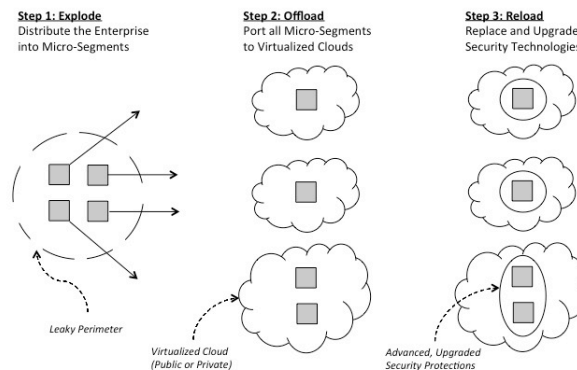 Step 1: Explode
Distribute the Enterprise
into Micro-Segments
Step 2: Offload
Port all Micro-Segments
to Virtualized Clouds
Step 3: Reload
Replace and Upgrade
Security Technologies
Leaky Perimeter
Virtualized Cloud
(Public or Private)
Advanced, Upgraded
Security Protections